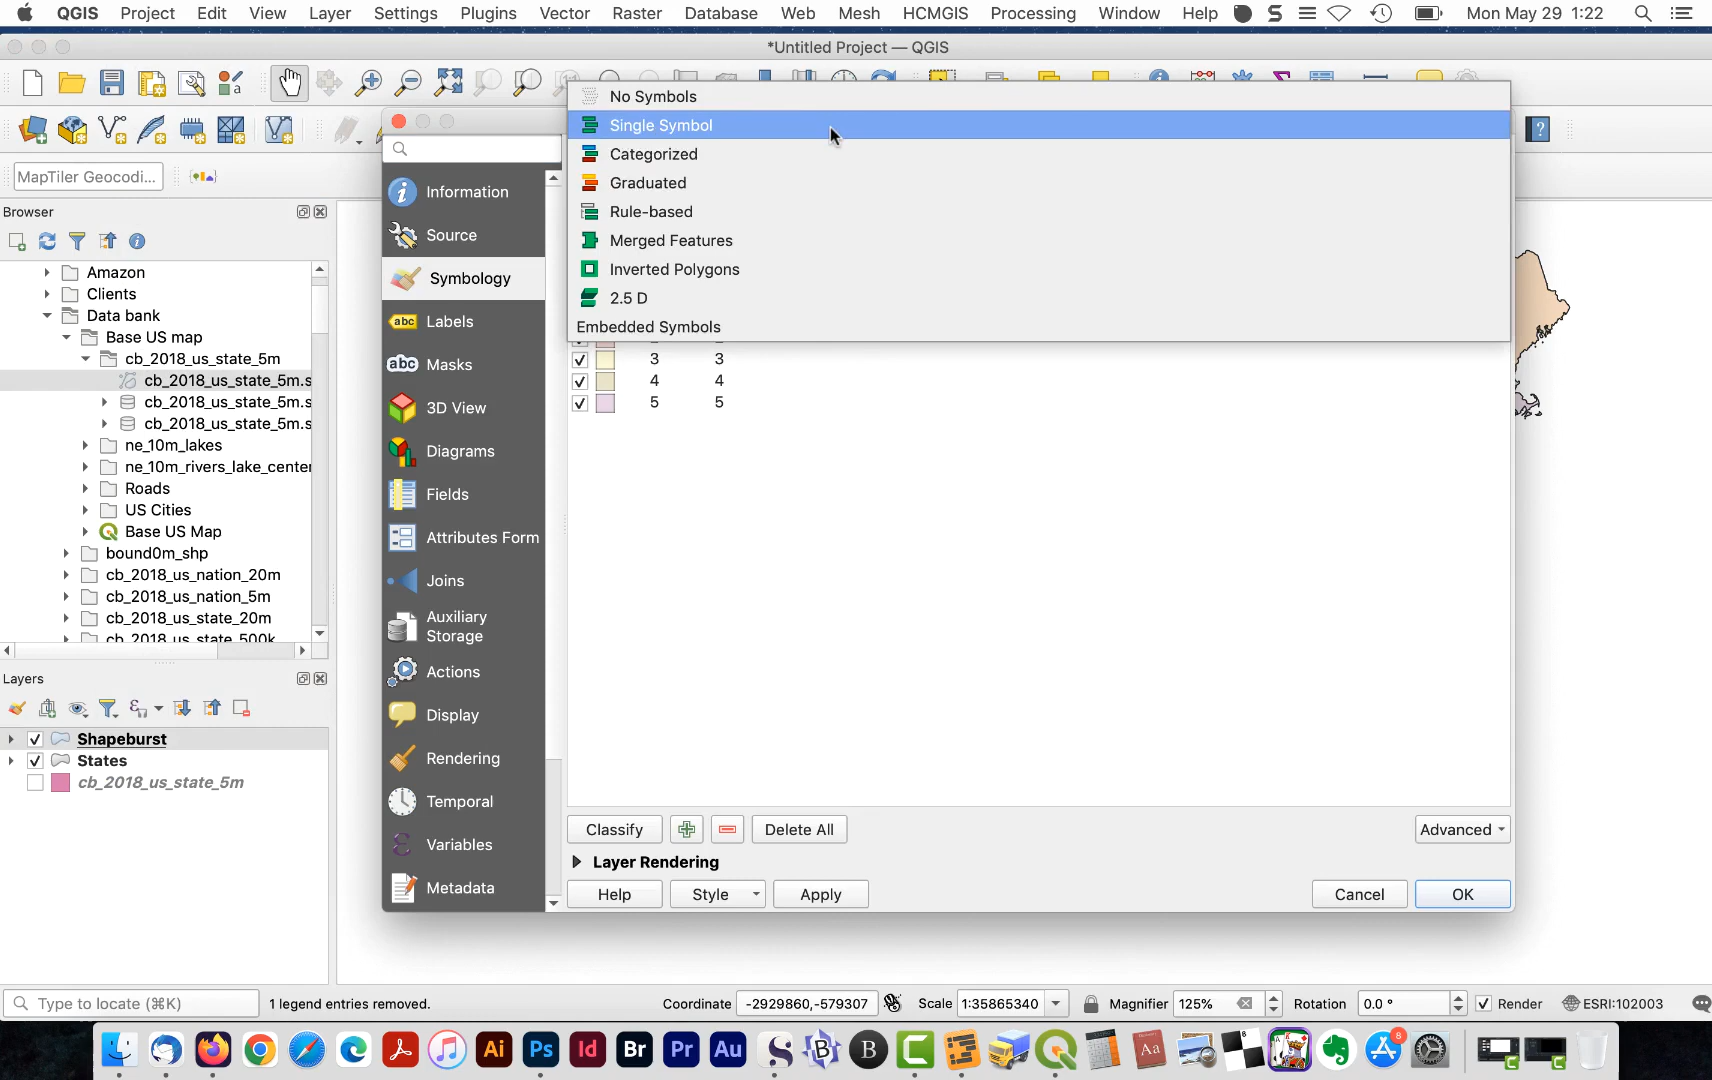 QGIS Project Edit View Layer Settings Plugins Vector Raster Database Web Mesh HCMGIS Processing Window Help Mon May 29 1:22
*Untitled Project — QGIS
No Symbols
Single Symbol
Categorized
Graduated
Rule-based
Merged Features
Inverted Polygons
2.5 D
Embedded Symbols
MapTiler Geocodi...
Browser
Amazon
Clients
Data bank
Base US map
cb_2018_us_state_5m
cb_2018_us_state_5m.s
cb_2018_us_state_5m.s
cb_2018_us_state_5m.s
ne_10m_lakes
ne_10m_rivers_lake_center
Roads
US Cities
Base US Map
bound0m_shp
cb_2018_us_nation_20m
cb_2018_us_nation_5m
cb_2018_us_state_20m
cb_2018_us_state_500k
Layers
Shapeburst
States
cb_2018_us_state_5m
Information
Source
Symbology
abc Labels
abc Masks
3D View
Diagrams
Fields
Attributes Form
Joins
Auxiliary
Storage
Actions
Display
Rendering
Temporal
Variables
Metadata
3 3
4 4
5 5
Classify Delete All Advanced
Layer Rendering
Help Style Apply Cancel OK
Type to locate (⌘K) 1 legend entries removed. Coordinate -2929860,-579307 Scale 1:35865340 Magnifier 125% Rotation 0.0 ° Render ESRI:102003
Ai Ps Id Br Pr Au S B B C Aa 8